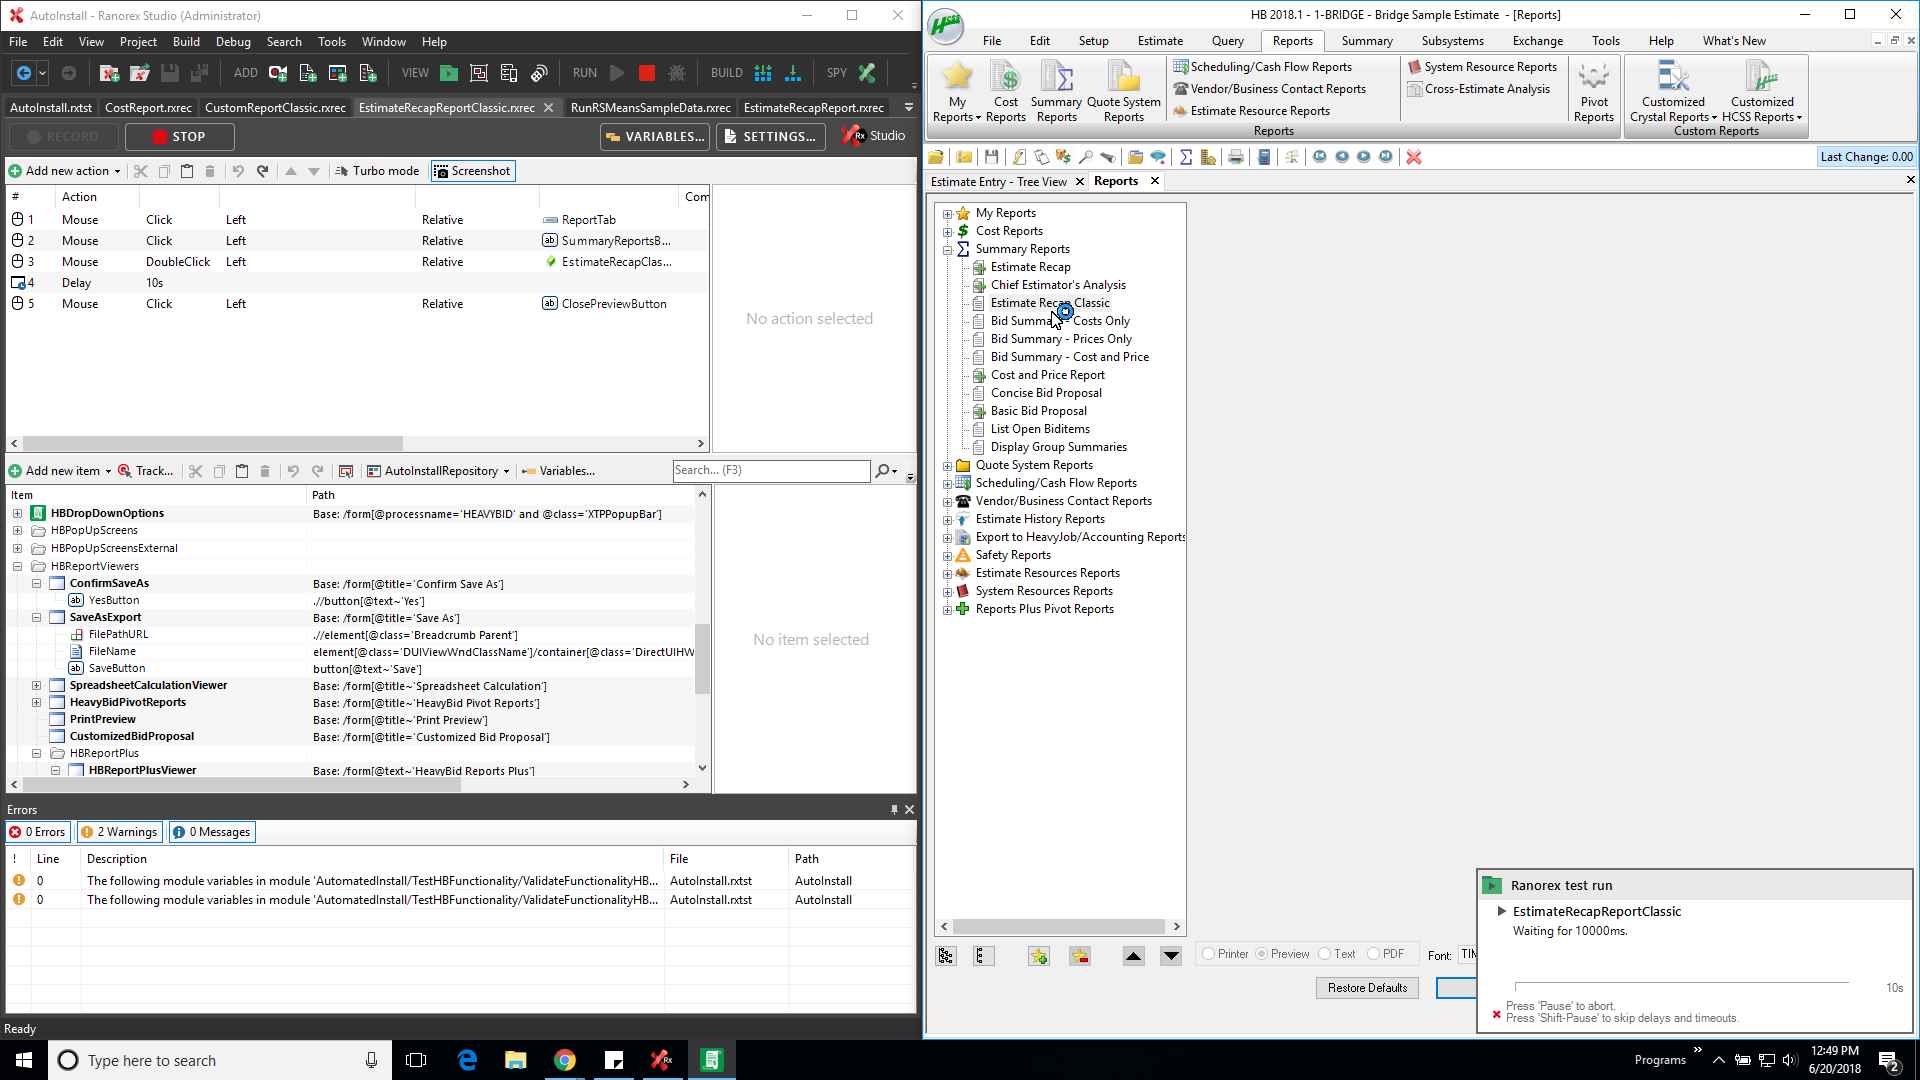 AutoInstall - Ranorex Studio (Administrator)
File Edit View Project Build Debug Search Tools Window Help
ADD VIEW RUN BUILD SPY
AutoInstall.rxtst CostReport.rxrec CustomReportClassic.rxrec EstimateRecapReportClassic.rxrec RunRSMeansSampleData.rxrec EstimateRecapReport.rxrec
RECORD STOP VARIABLES... SETTINGS... Rx Studio
Add new action Turbo mode Screenshot
# Action Com
1 Mouse Click Left Relative ReportTab
2 Mouse Click Left Relative SummaryReportsB...
3 Mouse DoubleClick Left Relative EstimateRecapClas...
4 Delay 10s
5 Mouse Click Left Relative ClosePreviewButton
No action selected
Add new item Track... AutoInstallRepository Variables... Search... (F3)
Item Path
HBDropDownOptions Base: /form[@processname='HEAVYBID' and @class='XTPPopupBar']
HBPopUpScreens
HBPopUpScreensExternal
HBReportViewers
ConfirmSaveAs Base: /form[@title='Confirm Save As']
YesButton .//button[@text~'Yes']
SaveAsExport Base: /form[@title~'Save As']
FilePathURL .//element[@class='Breadcrumb Parent']
FileName element[@class='DUIViewWndClassName']/container[@class='DirectUIHW
SaveButton button[@text~'Save']
SpreadsheetCalculationViewer Base: /form[@title~'Spreadsheet Calculation']
HeavyBidPivotReports Base: /form[@title~'HeavyBid Pivot Reports']
PrintPreview Base: /form[@title~'Print Preview']
CustomizedBidProposal Base: /form[@title='Customized Bid Proposal']
HBReportPlus
HBReportPlusViewer Base: /form[@text~'HeavyBid Reports Plus']
No item selected
Errors
0 Errors 2 Warnings 0 Messages
! Line Description File Path
0 The following module variables in module 'AutomatedInstall/TestHBFunctionality/ValidateFunctionalityHB... AutoInstall.rxtst AutoInstall
0 The following module variables in module 'AutomatedInstall/TestHBFunctionality/ValidateFunctionalityHB... AutoInstall.rxtst AutoInstall
Ready
HB 2018.1 - 1-BRIDGE - Bridge Sample Estimate - [Reports]
File Edit Setup Estimate Query Reports Summary Subsystems Exchange Tools Help What's New
My Reports
Cost Reports
Summary Reports
Quote System Reports
Scheduling/Cash Flow Reports
Vendor/Business Contact Reports
Estimate Resource Reports
System Resource Reports
Cross-Estimate Analysis
Pivot Reports
Customized Crystal Reports
Customized HCSS Reports
Reports
Custom Reports
Last Change: 0.00
Estimate Entry - Tree View Reports
My Reports
Cost Reports
Summary Reports
Estimate Recap
Chief Estimator's Analysis
Estimate Recap Classic
Bid Summary - Costs Only
Bid Summary - Prices Only
Bid Summary - Cost and Price
Cost and Price Report
Concise Bid Proposal
Basic Bid Proposal
List Open Biditems
Display Group Summaries
Quote System Reports
Scheduling/Cash Flow Reports
Vendor/Business Contact Reports
Estimate History Reports
Export to HeavyJob/Accounting Reports
Safety Reports
Estimate Resources Reports
System Resources Reports
Reports Plus Pivot Reports
Printer Preview Text PDF Font: TIM
Restore Defaults
Ranorex test run
EstimateRecapReportClassic
Waiting for 10000ms.
10s
Press 'Pause' to abort.
Press 'Shift-Pause' to skip delays and timeouts.
Type here to search
Programs
12:49 PM
6/20/2018
2